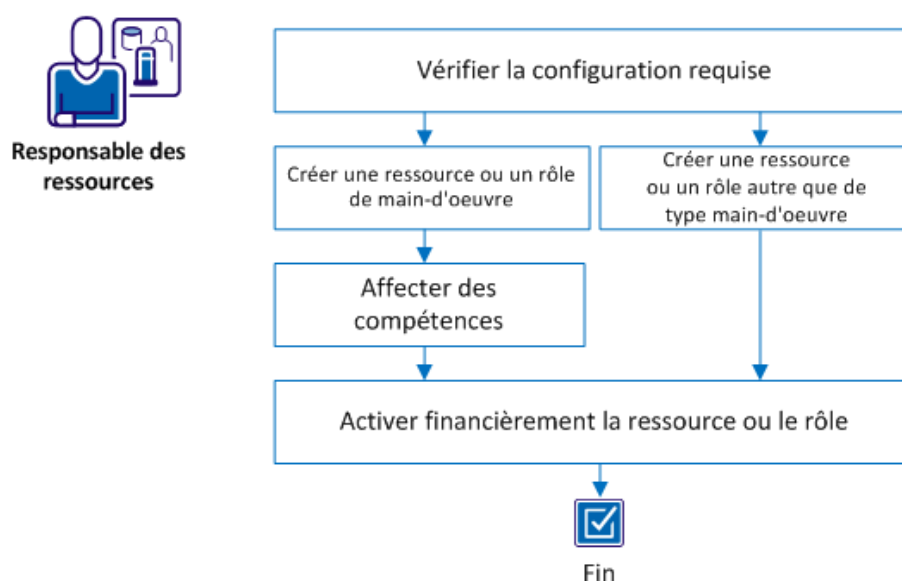 Responsable des
ressources
Vérifier la configuration requise
Créer une ressource ou un rôle
de main-d'oeuvre
Créer une ressource
ou un rôle autre que de
type main-d'oeuvre
Affecter des
compétences
Activer financièrement la ressource ou le rôle
Fin